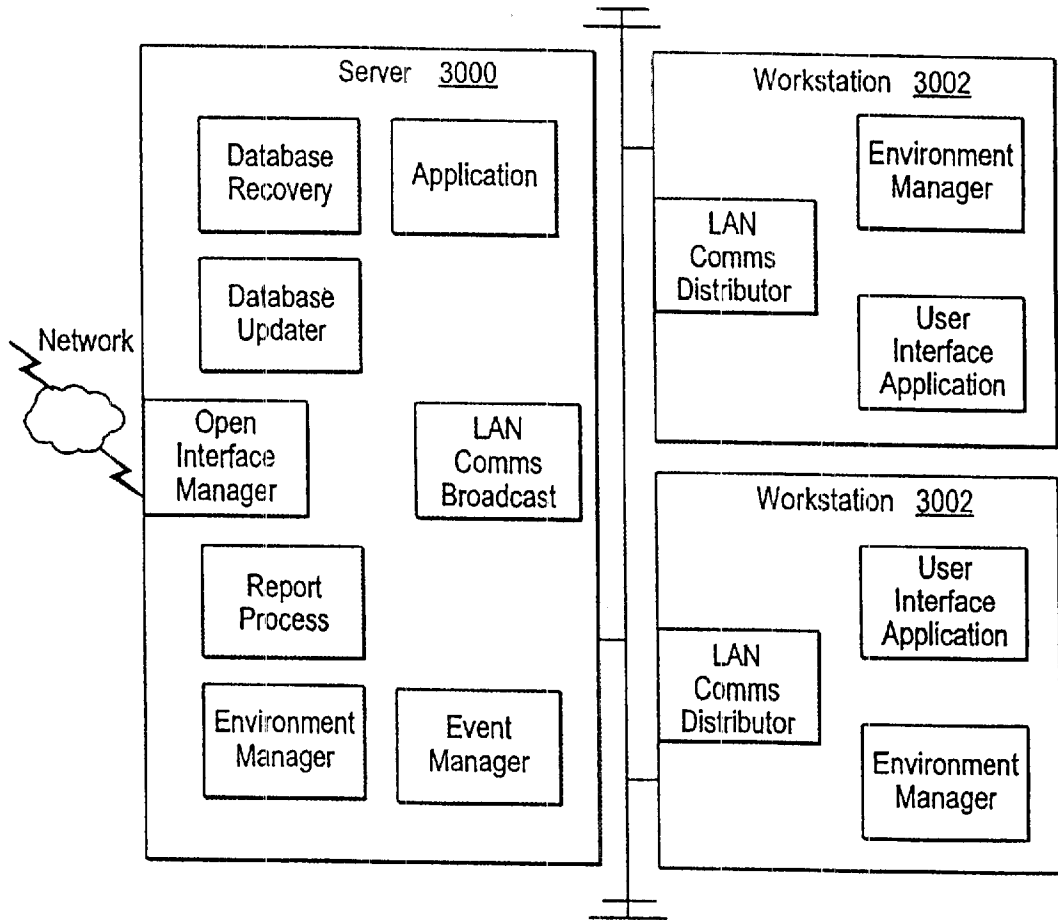 Server 3000
Database
Recovery
Application
Database
Updater
Network
Open
Interface
Manager
LAN
Comms
Broadcast
Report
Process
Environment
Manager
Event
Manager
Workstation 3002
Environment
Manager
LAN
Comms
Distributor
User
Interface
Application
Workstation 3002
User
Interface
Application
LAN
Comms
Distributor
Environment
Manager